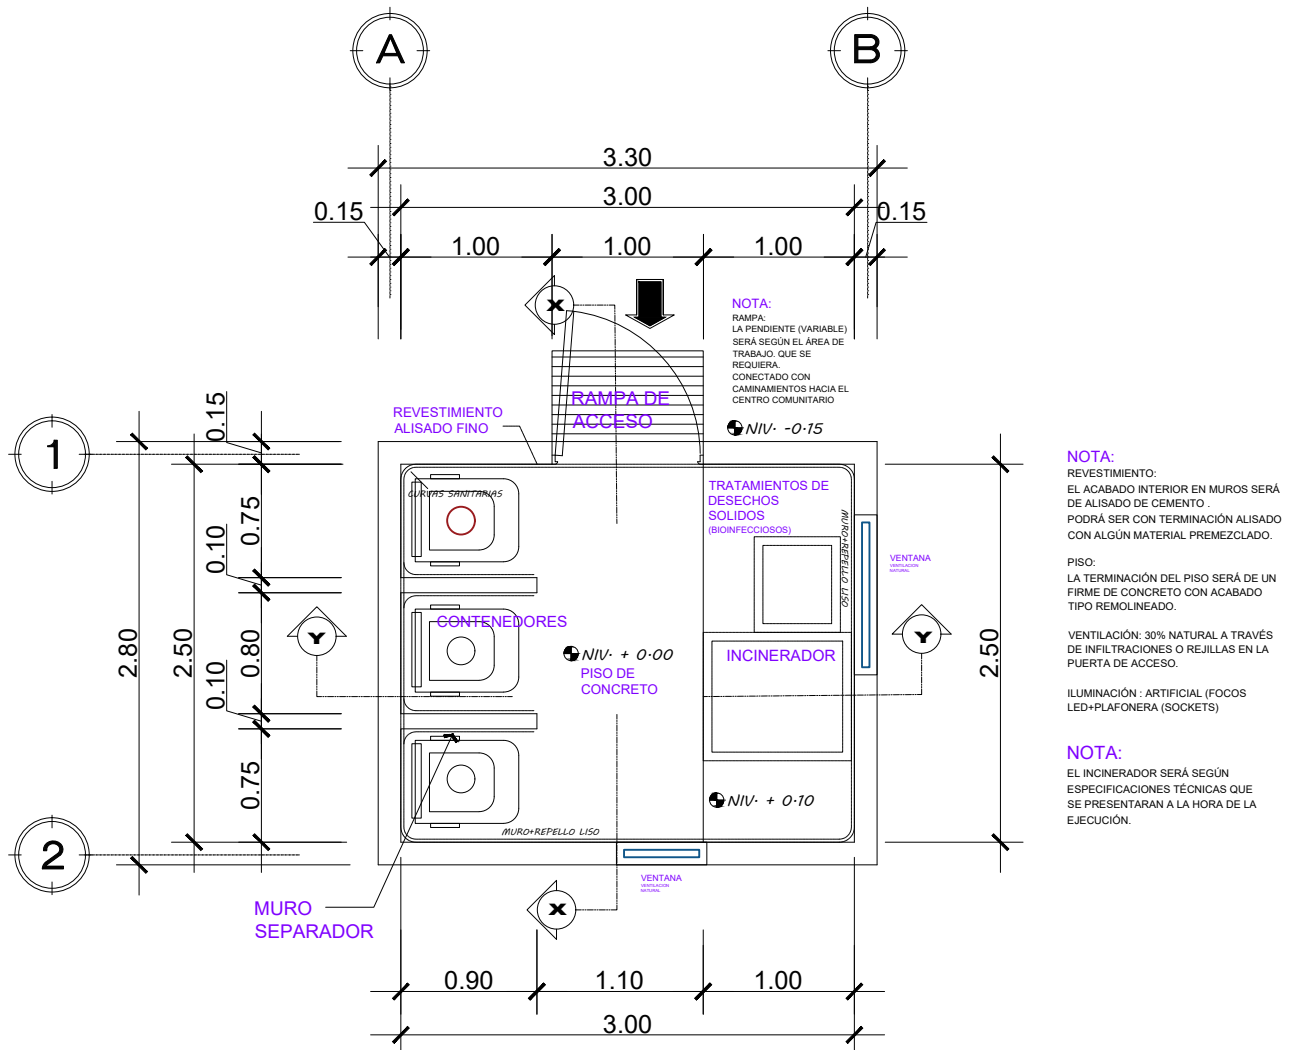 A
B
3.30
3.00
0.15
0.15
1.00
1.00
1.00
X
NOTA:
RAMPA:
LA PENDIENTE (VARIABLE)
SERÁ SEGÚN EL ÁREA DE
TRABAJO. QUE SE
REQUIERA.
CONECTADO CON
CAMINAMIENTOS HACIA EL
CENTRO COMUNITARIO
RAMPA DE
ACCESO
REVESTIMIENTO
ALISADO FINO
NIV. -0.15
1
0.15
0.75
0.10
0.80
0.10
0.75
2.80
2.50
2.50
CURVAS SANITARIAS
TRATAMIENTOS DE
DESECHOS
SOLIDOS
(BIOINFECCIOSOS)
MURO+REPELLO LISO
VENTANA
VENTILACION
NATURAL
Y
Y
CONTENEDORES
NIV. + 0.00
PISO DE
CONCRETO
INCINERADOR
NIV. + 0.10
MURO+REPELLO LISO
2
VENTANA
VENTILACION
NATURAL
MURO
SEPARADOR
X
0.90
1.10
1.00
3.00
NOTA:
REVESTIMIENTO:
EL ACABADO INTERIOR EN MUROS SERÁ
DE ALISADO DE CEMENTO .
PODRÁ SER CON TERMINACIÓN ALISADO
CON ALGÚN MATERIAL PREMEZCLADO.
PISO:
LA TERMINACIÓN DEL PISO SERÁ DE UN
FIRME DE CONCRETO CON ACABADO
TIPO REMOLINEADO.
VENTILACIÓN: 30% NATURAL A TRAVÉS
DE INFILTRACIONES O REJILLAS EN LA
PUERTA DE ACCESO.
ILUMINACIÓN : ARTIFICIAL (FOCOS
LED+PLAFONERA (SOCKETS)
NOTA:
EL INCINERADOR SERÁ SEGÚN
ESPECIFICACIONES TÉCNICAS QUE
SE PRESENTARAN A LA HORA DE LA
EJECUCIÓN.